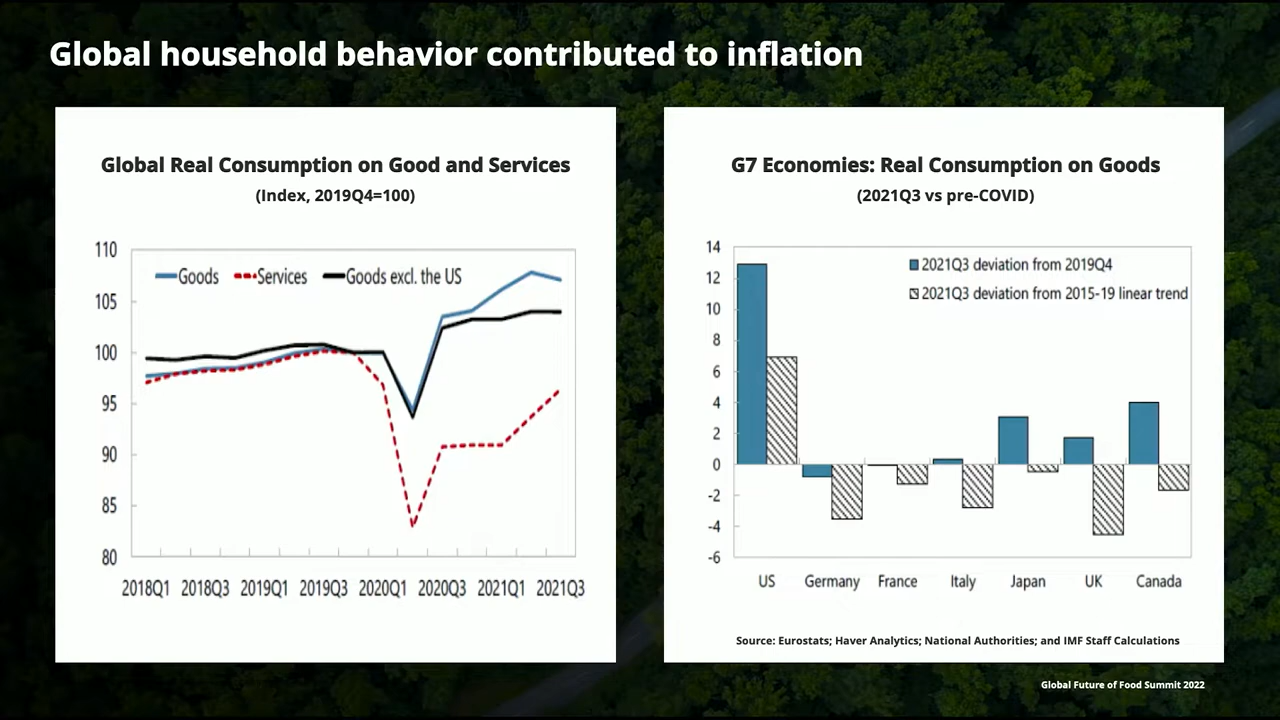 Global household behavior contributed to inflation
Global Real Consumption on Good and Services
(Index, 2019Q4=100)
110
105
100
95
90
85
80
Goods
Services
Goods excl. the US
2018Q1
2018Q3
2019Q1
2019Q3
2020Q1
2020Q3
2021Q1
2021Q3
G7 Economies: Real Consumption on Goods
(2021Q3 vs pre-COVID)
14
12
10
8
6
4
2
0
-2
-4
-6
2021Q3 deviation from 2019Q4
2021Q3 deviation from 2015-19 linear trend
US
Germany
France
Italy
Japan
UK
Canada
Source: Eurostats; Haver Analytics; National Authorities; and IMF Staff Calculations
Global Future of Food Summit 2022